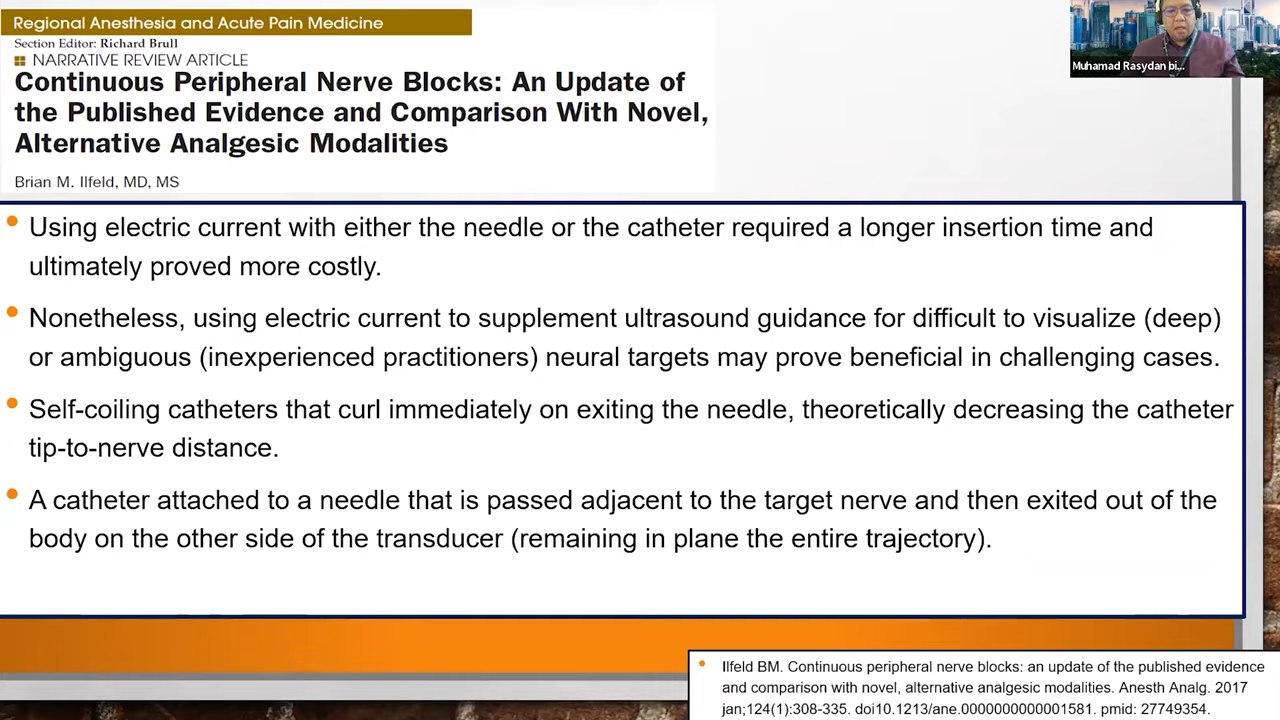 Regional Anesthesia and Acute Pain Medicine
Section Editor: Richard Brull
NARRATIVE REVIEW ARTICLE
Continuous Peripheral Nerve Blocks: An Update of
the Published Evidence and Comparison With Novel,
Alternative Analgesic Modalities
Brian M. Ilfeld, MD, MS
Muhamad Rasydan bi...
• Using electric current with either the needle or the catheter required a longer insertion time and
ultimately proved more costly.
• Nonetheless, using electric current to supplement ultrasound guidance for difficult to visualize (deep)
or ambiguous (inexperienced practitioners) neural targets may prove beneficial in challenging cases.
• Self-coiling catheters that curl immediately on exiting the needle, theoretically decreasing the catheter
tip-to-nerve distance.
• A catheter attached to a needle that is passed adjacent to the target nerve and then exited out of the
body on the other side of the transducer (remaining in plane the entire trajectory).
• Ilfeld BM. Continuous peripheral nerve blocks: an update of the published evidence
and comparison with novel, alternative analgesic modalities. Anesth Analg. 2017
jan;124(1):308-335. doi10.1213/ane.0000000000001581. pmid: 27749354.